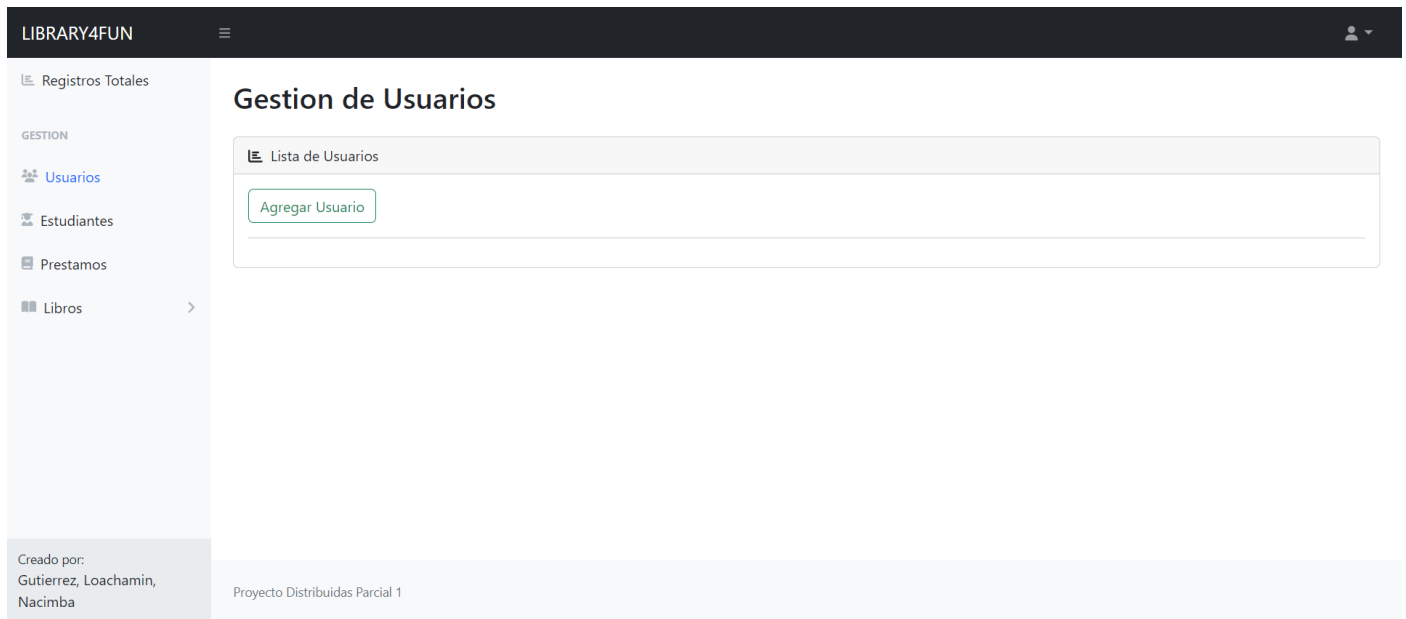 LIBRARY4FUN
Registros Totales
GESTION
Usuarios
Estudiantes
Prestamos
Libros
Creado por:
Gutierrez, Loachamin,
Nacimba
Gestion de Usuarios
Lista de Usuarios
Agregar Usuario
Proyecto Distribuidas Parcial 1